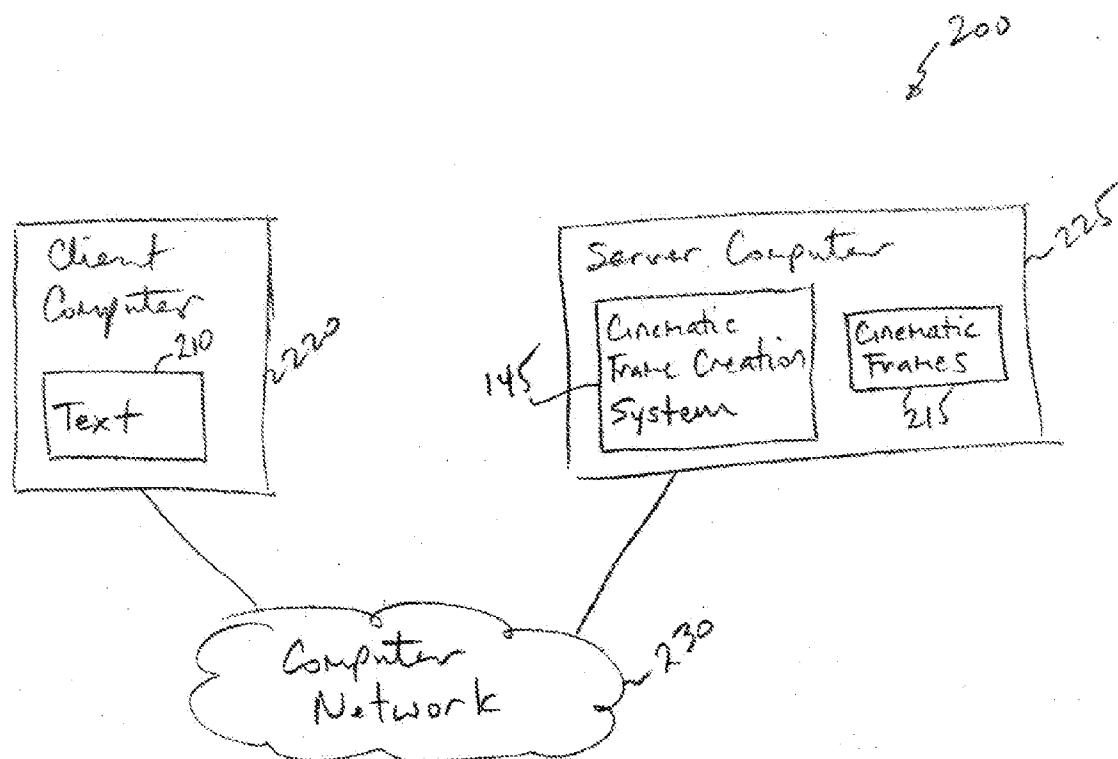 200
Client
Computer
210
Text
220
Server Computer
225
Cinematic
Frame Creation
System
145
Cinematic
Frames
215
Computer
Network
230